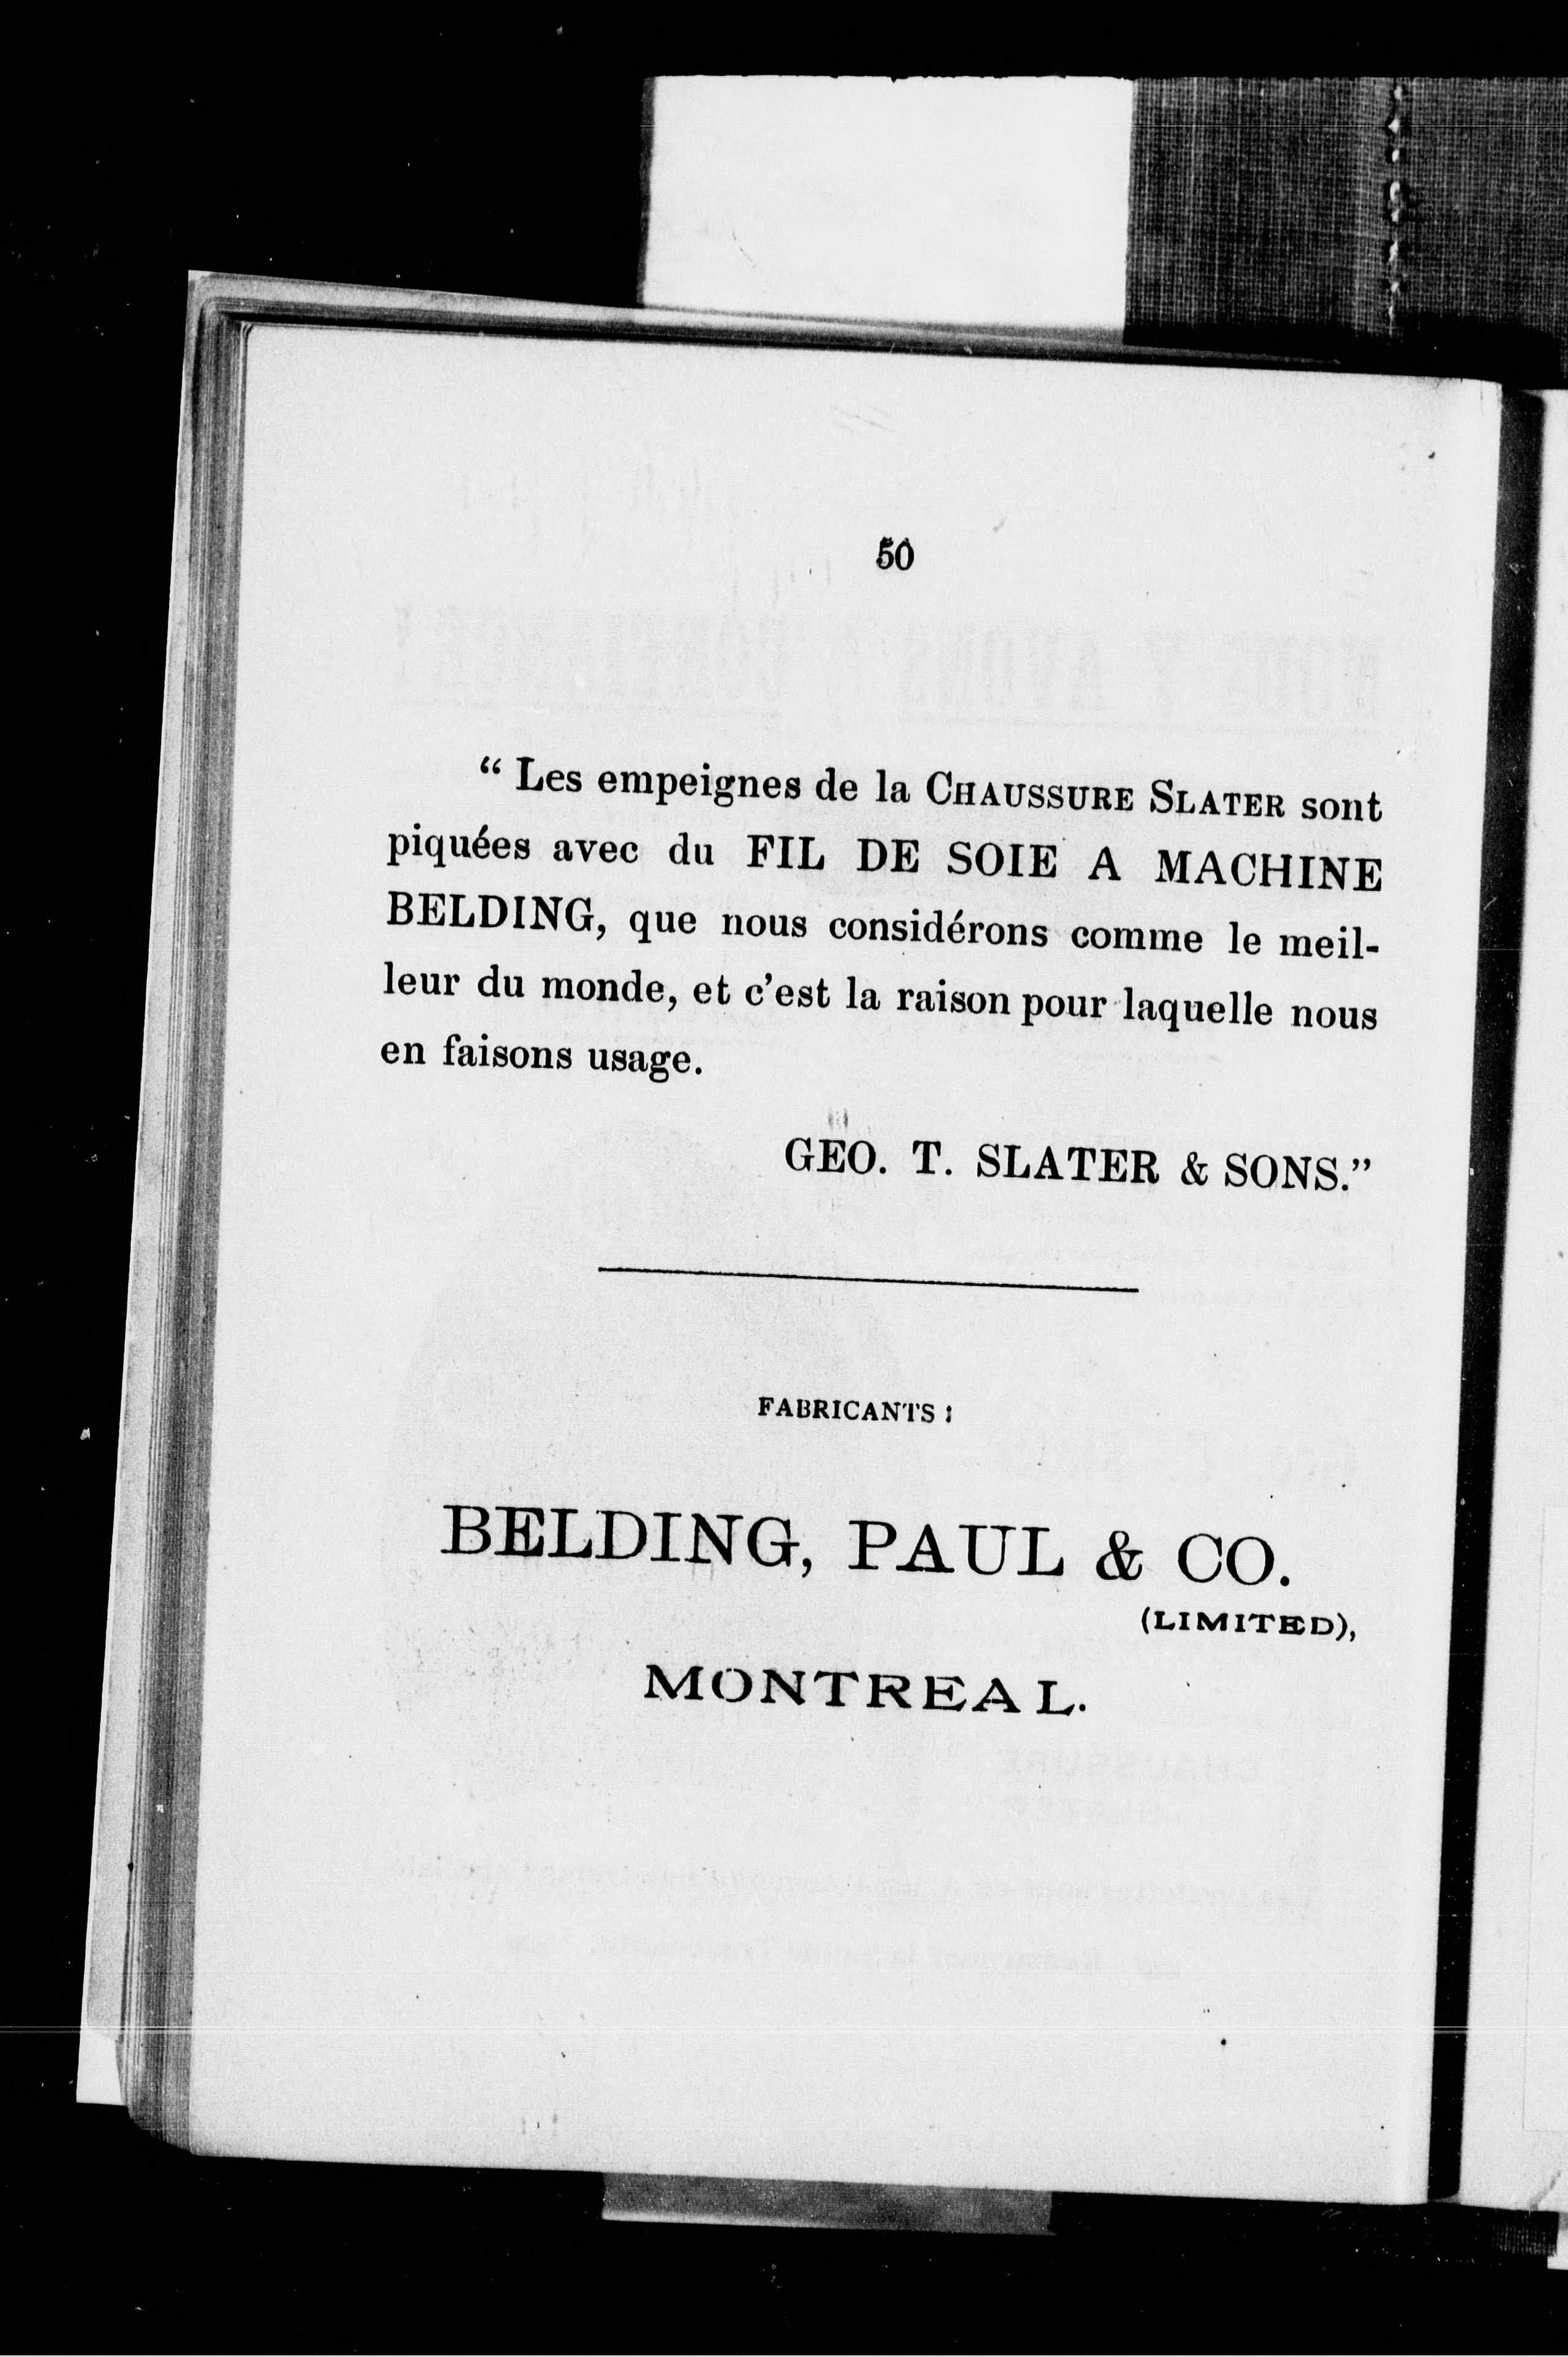 50
“ Les empeignes de la CHAUSSURE SLATER sont
piquées avec du FIL DE SOIE A MACHINE
BELDING, que nous considérons comme le meil-
leur du monde, et c’est la raison pour laquelle nous
en faisons usage.
GEO. T. SLATER & SONS.”
FABRICANTS :
BELDING, PAUL & CO.
(LIMITED),
MONTREAL.